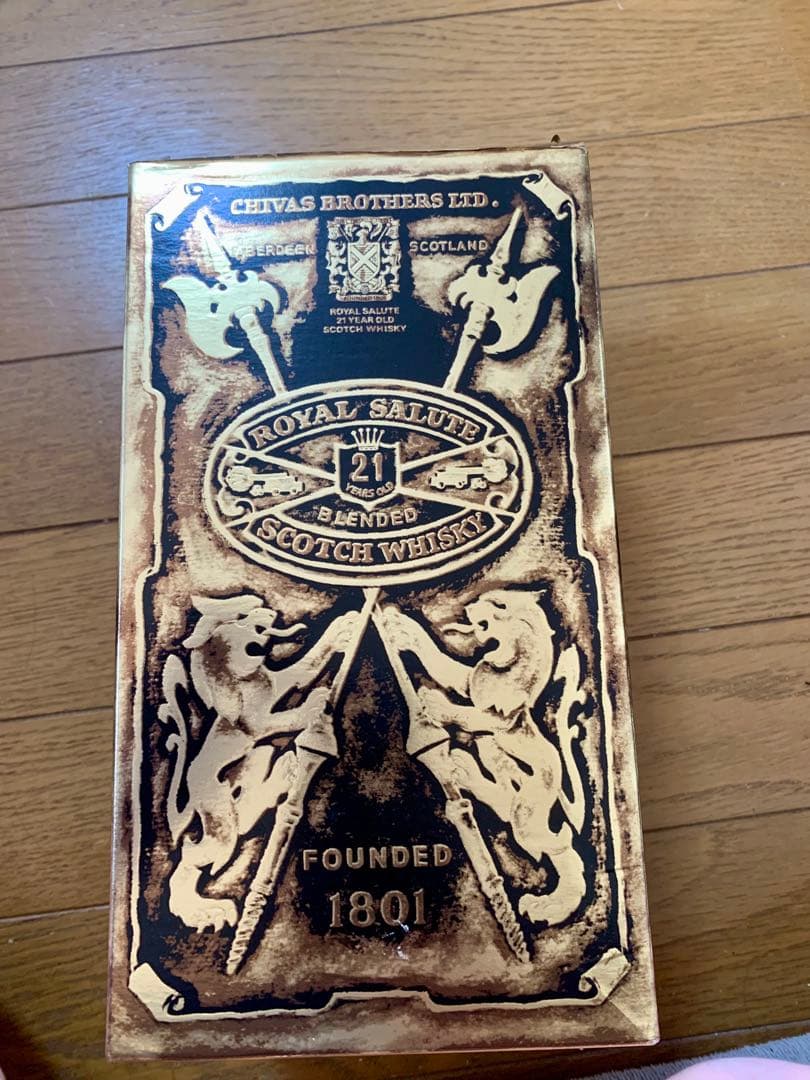 CHIVAS BROTHERS LTD.
ABERDEEN SCOTLAND
ROYAL SALUTE
21 YEAR OLD
SCOTCH WHISKY
ROYAL SALUTE
21
YEARS OLD
BLENDED
SCOTCH WHISKY
FOUNDED
1801